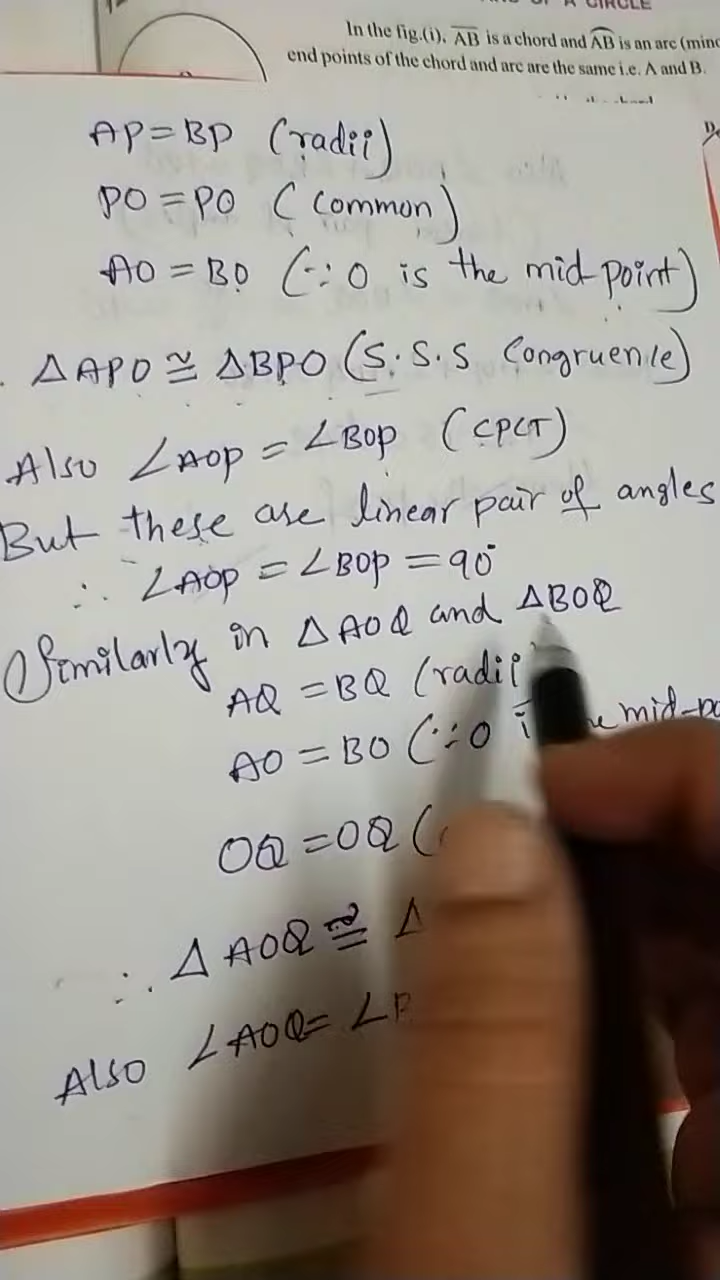 In the fig.(i), AB is a chord and AB is an arc (mino
end points of the chord and arc are the same i.e. A and B.
AP = BP (radii)
PO = PO (common)
AO = BO (∵ O is the mid-point)
ΔAPO ≅ ΔBPO (S.S.S Congruence)
Also ∠AOP = ∠BOP (CPCT)
But these are linear pair of angles
∴ ∠AOP = ∠BOP = 90°
Similarly in ΔAOQ and ΔBOQ
AQ = BQ (radii
AO = BO (∵ O mid-po
OQ = OQ (
∴ ΔAOQ ≅ Δ
Also ∠AOQ = ∠